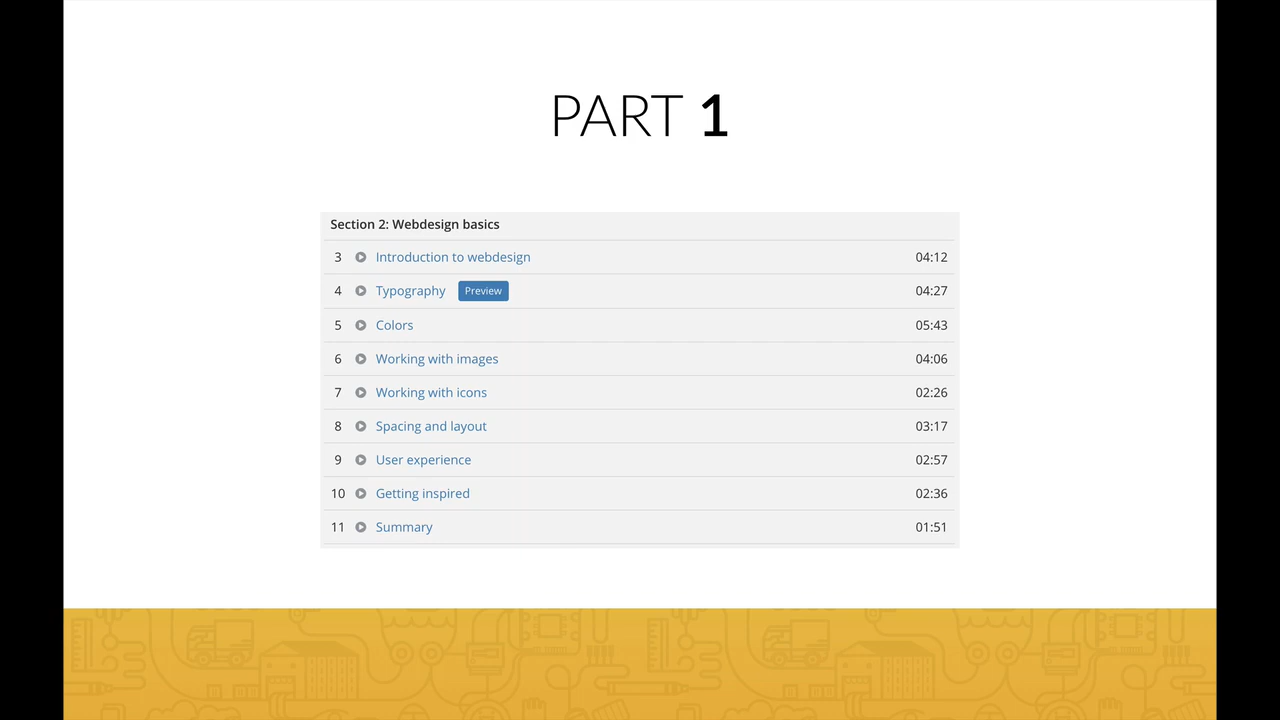 PART 1
Section 2: Webdesign basics
3 Introduction to webdesign 04:12
4 Typography Preview 04:27
5 Colors 05:43
6 Working with images 04:06
7 Working with icons 02:26
8 Spacing and layout 03:17
9 User experience 02:57
10 Getting inspired 02:36
11 Summary 01:51